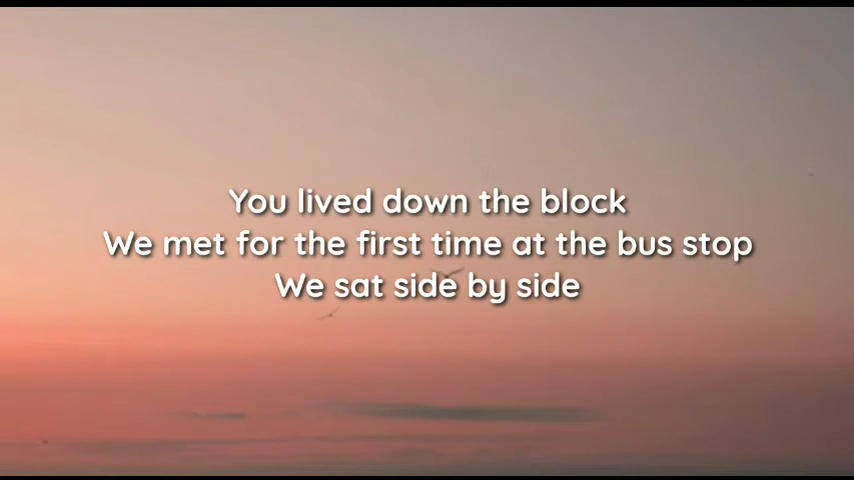 You lived down the block
We met for the first time at the bus stop
We sat side by side